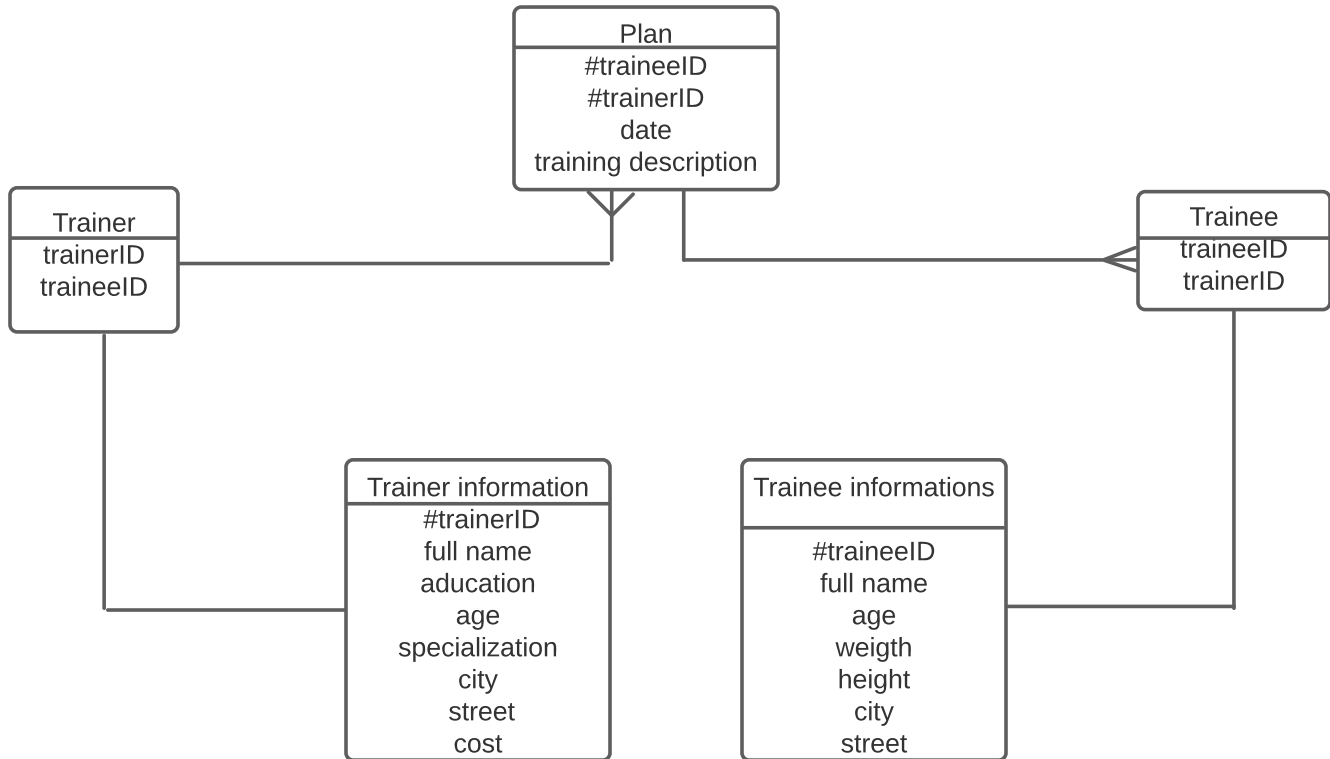 Plan
#traineeID
#trainerID
date
training description
Trainer
trainerID
traineeID
Trainee
traineeID
trainerID
Trainer information
#trainerID
full name
aducation
age
specialization
city
street
cost
Trainee informations
#traineeID
full name
age
weigth
height
city
street